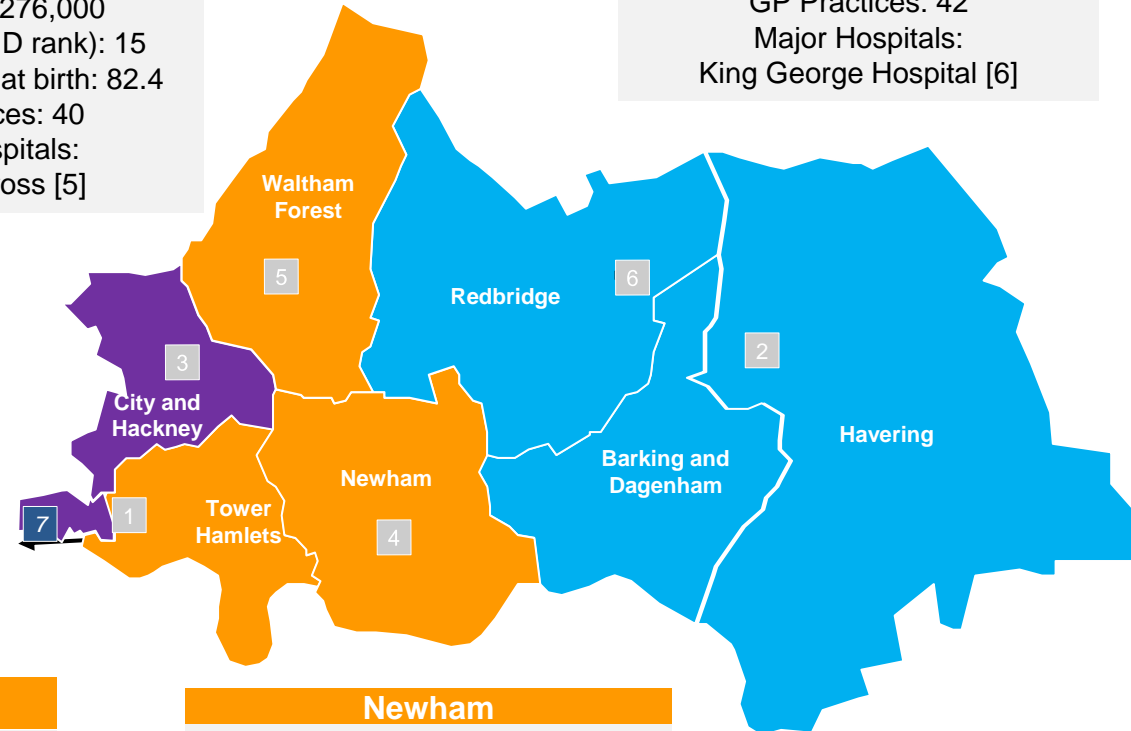 276,000
D rank): 15
at birth: 82.4
ces: 40
spitals:
oss [5]
GP Practices: 42
Major Hospitals:
King George Hospital [6]
Waltham
Forest
5
Redbridge
6
3
2
City and
Hackney
Havering
Newham
Barking and
Dagenham
7
1
Tower
Hamlets
4
Newham